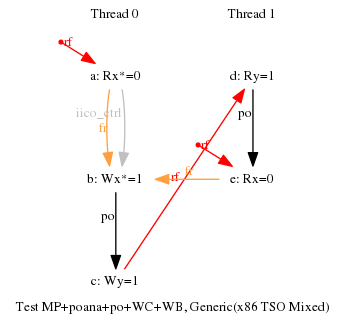 Thread 0 Thread 1
rf
a: Rx*=0 d: Ry=1
iico_ctrl po
fr
rf
rf fr
b: Wx*=1 e: Rx=0
po
c: Wy=1
Test MP+poana+po+WC+WB, Generic(x86 TSO Mixed)